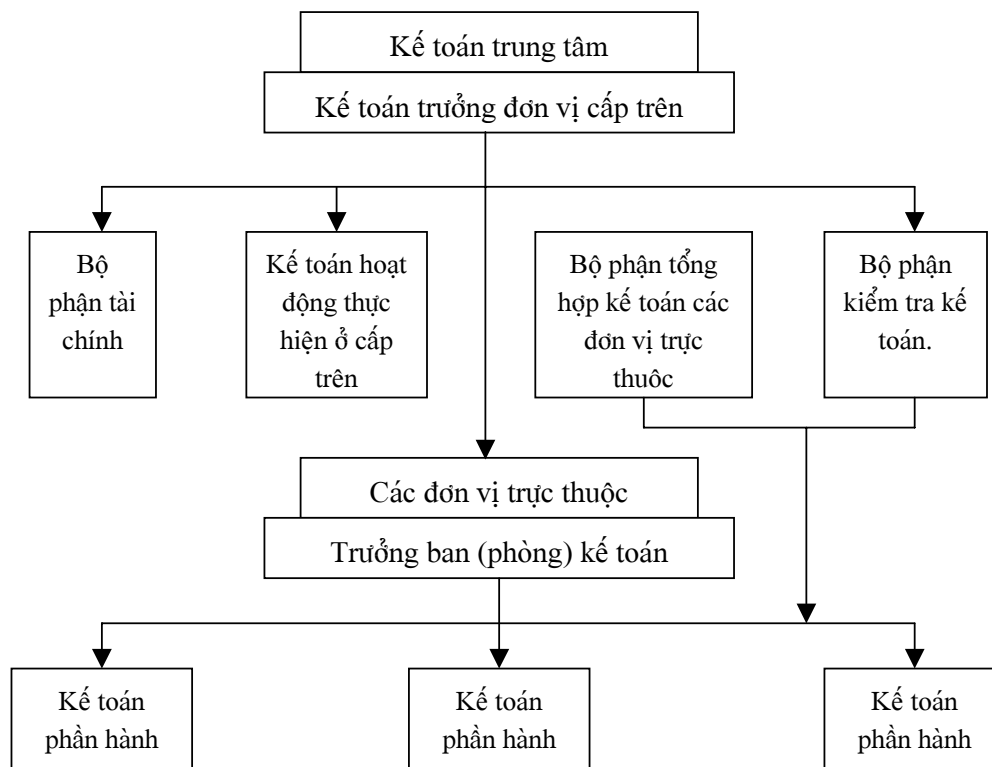 Kế toán trung tâm
Kế toán trưởng đơn vị cấp trên
Bộ
phận tài
chính
Kế toán hoạt
động thực
hiện ở cấp
trên
Bộ phận tổng
hợp kế toán các
đơn vị trực
thuôc
Bộ phận
kiểm tra kế
toán.
Các đơn vị trực thuộc
Trưởng ban (phòng) kế toán
Kế toán
phần hành
Kế toán
phần hành
Kế toán
phần hành